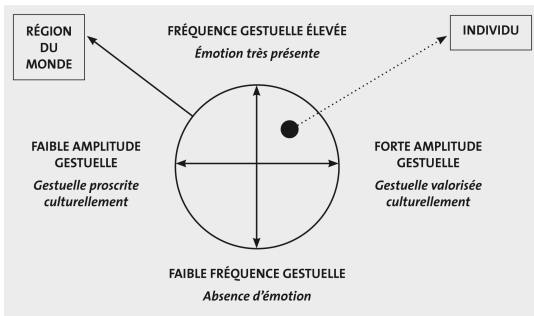 RÉGION
DU
MONDE
FRÉQUENCE GESTUELLE ÉLEVÉE
Émotion très présente
INDIVIDU
FAIBLE AMPLITUDE
GESTUELLE
Gestuelle proscrite
culturellement
FORTE AMPLITUDE
GESTUELLE
Gestuelle valorisée
culturellement
FAIBLE FRÉQUENCE GESTUELLE
Absence d'émotion